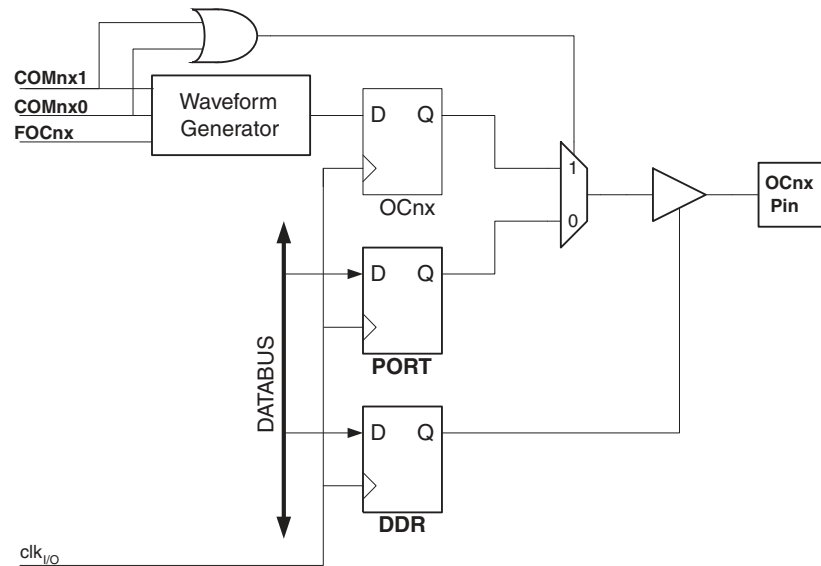 COMnx1
COMnx0
FOCnx
Waveform
Generator
D Q
OCnx
1
0
OCnx
Pin
D Q
PORT
DATABUS
D Q
DDR
clkI/O